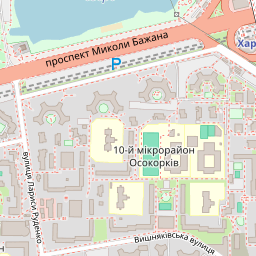 проспект Миколи Бажана
P
Хар
10-й мікрорайон
Осокорків
вулиця Лариси Руденко
Вишняківська вулиця
н